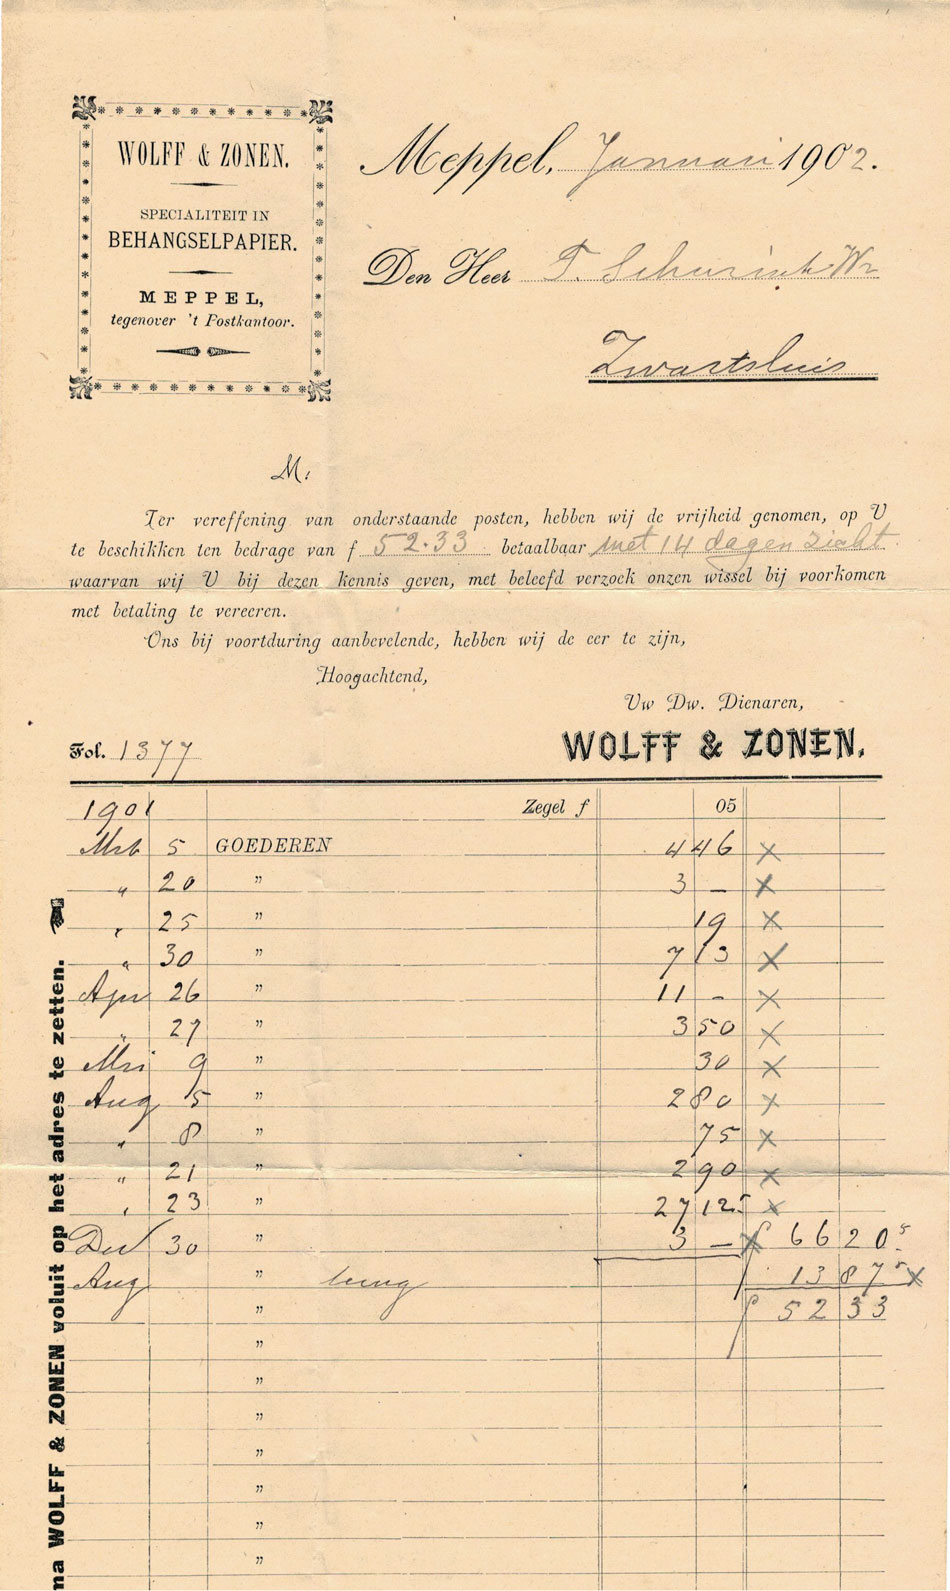 WOLFF & ZONEN.
SPECIALITEIT IN
BEHANGSELPAPIER.
MEPPEL,
tegenover 't Postkantoor.
Meppel, Januari 1902.
Den Heer T. Schurink Wz
Zwartsluis
M.
Ter vereffening van onderstaande posten, hebben wij de vrijheid genomen, op U
te beschikken ten bedrage van f 52.33 betaalbaar met 14 dagen zicht
waarvan wij U bij dezen kennis geven, met beleefd verzoek onzen wissel bij voorkomen
met betaling te vereeren.
Ons bij voortduring aanbevelende, hebben wij de eer te zijn,
Hoogachtend,
Uw Dw. Dienaren,
WOLFF & ZONEN.
Fol. 1377
1901 Zegel f 05
Mrt 5 GOEDEREN 4 46 x
" 20 " 3 – x
" 25 " 19 x
" 30 " 7 13 x
Apr 26 " 11 – x
" 27 " 3 50 x
Mei 9 " 30 x
Aug 5 " 2 80 x
" 8 " 75 x
" 21 " 2 90 x
" 23 " 27 12⁵ x
Dec 30 " 3 – x f 66 20⁵
Aug " terug 13 87⁵ x
" f 52 33
"
"
"
"
"
"
"
na WOLFF & ZONEN voluit op het adres te zetten.